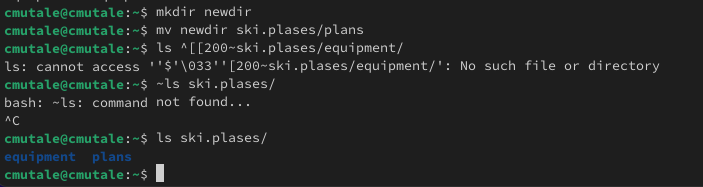 cmutale@cmutale:~$ mkdir newdir
cmutale@cmutale:~$ mv newdir ski.plases/plans
cmutale@cmutale:~$ ls ^[[200~ski.plases/equipment/
ls: cannot access ''$'\033''[200~ski.plases/equipment/': No such file or directory
cmutale@cmutale:~$ ~ls ski.plases/
bash: ~ls: command not found...
^C
cmutale@cmutale:~$ ls ski.plases/
equipment  plans
cmutale@cmutale:~$